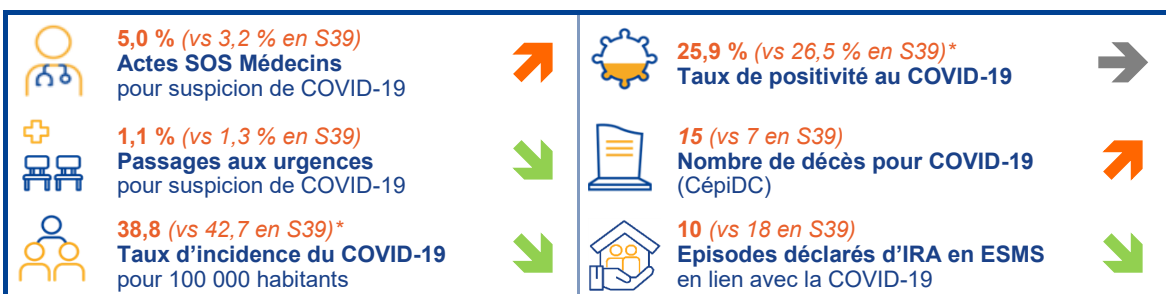 5,0 % (vs 3,2 % en S39)
Actes SOS Médecins
pour suspicion de COVID-19
1,1 % (vs 1,3 % en S39)
Passages aux urgences
pour suspicion de COVID-19
38,8 (vs 42,7 en S39)*
Taux d’incidence du COVID-19
pour 100 000 habitants
25,9 % (vs 26,5 % en S39)*
Taux de positivité au COVID-19
15 (vs 7 en S39)
Nombre de décès pour COVID-19
(CépiDC)
10 (vs 18 en S39)
Episodes déclarés d’IRA en ESMS
en lien avec la COVID-19